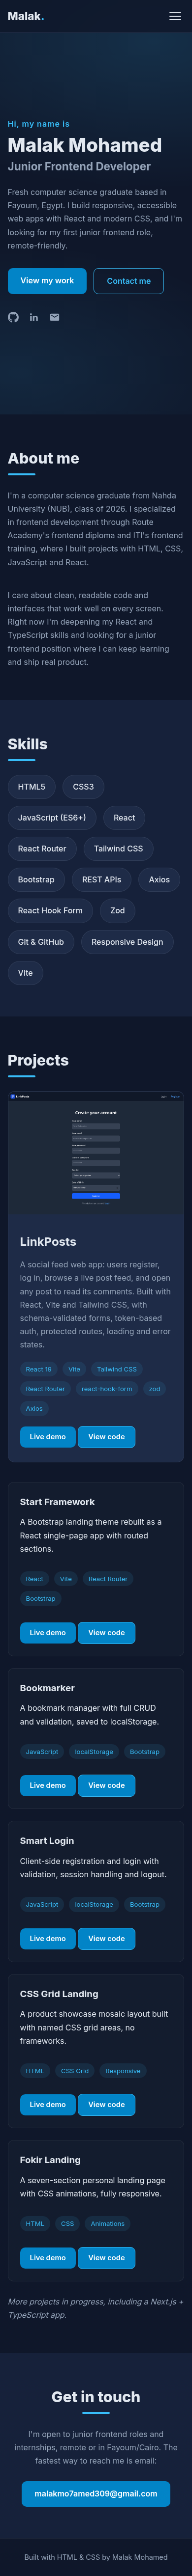 Malak.
Hi, my name is
Malak Mohamed
Junior Frontend Developer
Fresh computer science graduate based in
Fayoum, Egypt. I build responsive, accessible
web apps with React and modern CSS, and I'm
looking for my first junior frontend role,
remote-friendly.
View my work
Contact me
About me
I'm a computer science graduate from Nahda
University (NUB), class of 2026. I specialized
in frontend development through Route
Academy's frontend diploma and ITI's frontend
training, where I built projects with HTML, CSS,
JavaScript and React.
I care about clean, readable code and
interfaces that work well on every screen.
Right now I'm deepening my React and
TypeScript skills and looking for a junior
frontend position where I can keep learning
and ship real product.
Skills
HTML5
CSS3
JavaScript (ES6+)
React
React Router
Tailwind CSS
Bootstrap
REST APIs
Axios
React Hook Form
Zod
Git & GitHub
Responsive Design
Vite
Projects
LinkPosts
Create your account
LinkPosts
A social feed web app: users register,
log in, browse a live post feed, and open
any post to read its comments. Built with
React, Vite and Tailwind CSS, with
schema-validated forms, token-based
auth, protected routes, loading and error
states.
React 19
Vite
Tailwind CSS
React Router
react-hook-form
zod
Axios
Live demo
View code
Start Framework
A Bootstrap landing theme rebuilt as a
React single-page app with routed
sections.
React
Vite
React Router
Bootstrap
Live demo
View code
Bookmarker
A bookmark manager with full CRUD
and validation, saved to localStorage.
JavaScript
localStorage
Bootstrap
Live demo
View code
Smart Login
Client-side registration and login with
validation, session handling and logout.
JavaScript
localStorage
Bootstrap
Live demo
View code
CSS Grid Landing
A product showcase mosaic layout built
with named CSS grid areas, no
frameworks.
HTML
CSS Grid
Responsive
Live demo
View code
Fokir Landing
A seven-section personal landing page
with CSS animations, fully responsive.
HTML
CSS
Animations
Live demo
View code
More projects in progress, including a Next.js +
TypeScript app.
Get in touch
I'm open to junior frontend roles and
internships, remote or in Fayoum/Cairo. The
fastest way to reach me is email:
malakmo7amed309@gmail.com
Built with HTML & CSS by Malak Mohamed